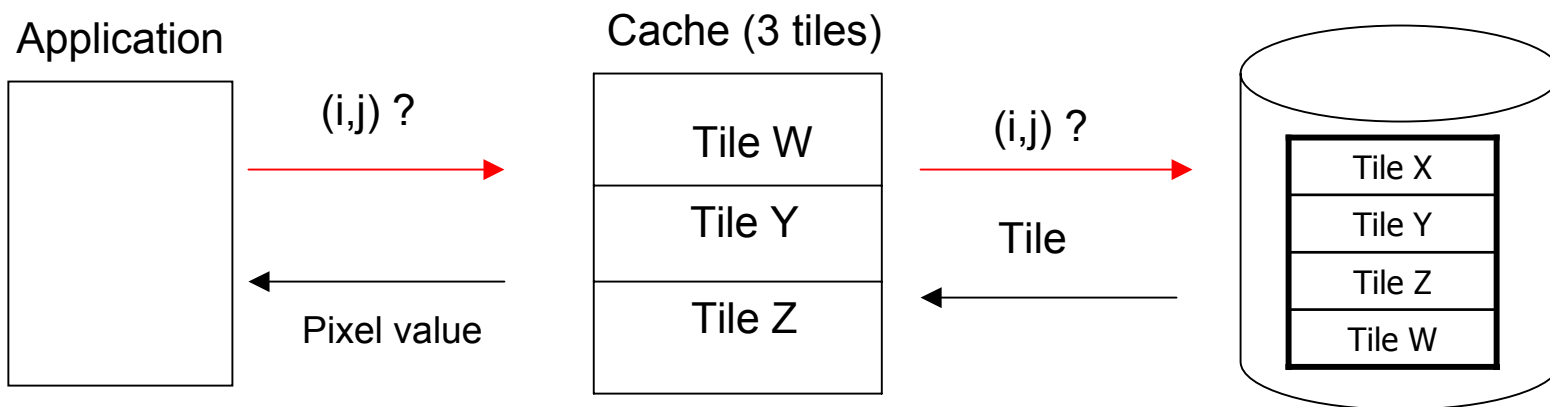 Application
Cache (3 tiles)
(i,j) ?
(i,j) ?
Tile W
Tile X
Tile Y
Tile Y
Tile
Tile Z
Tile Z
Pixel value
Tile W